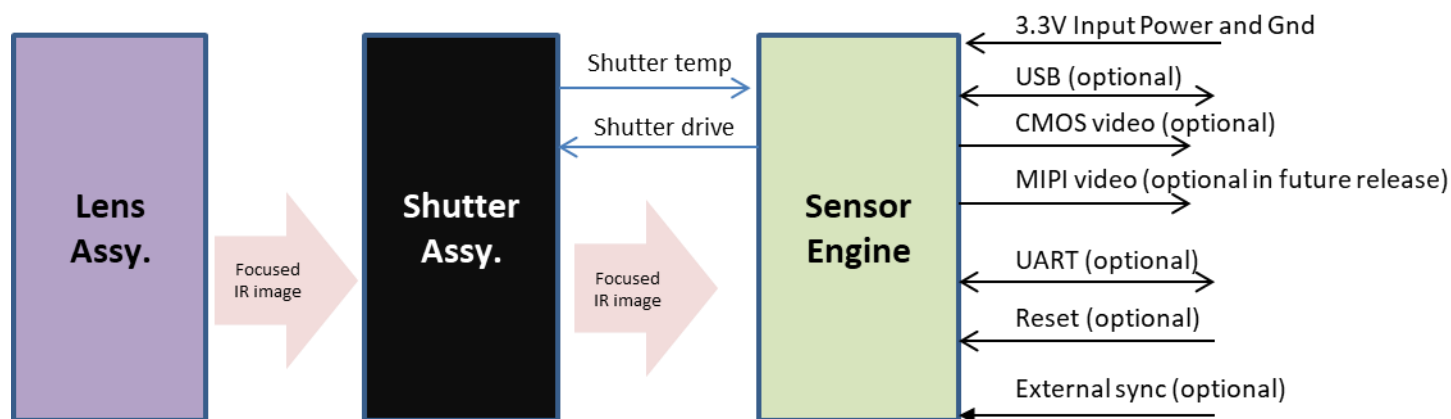 3.3V Input Power and Gnd
Shutter temp
USB (optional)
Shutter drive
CMOS video (optional)
MIPI video (optional in future release)
Lens
Assy.
Shutter
Assy.
Sensor
Engine
Focused
IR image
Focused
IR image
UART (optional)
Reset (optional)
External sync (optional)